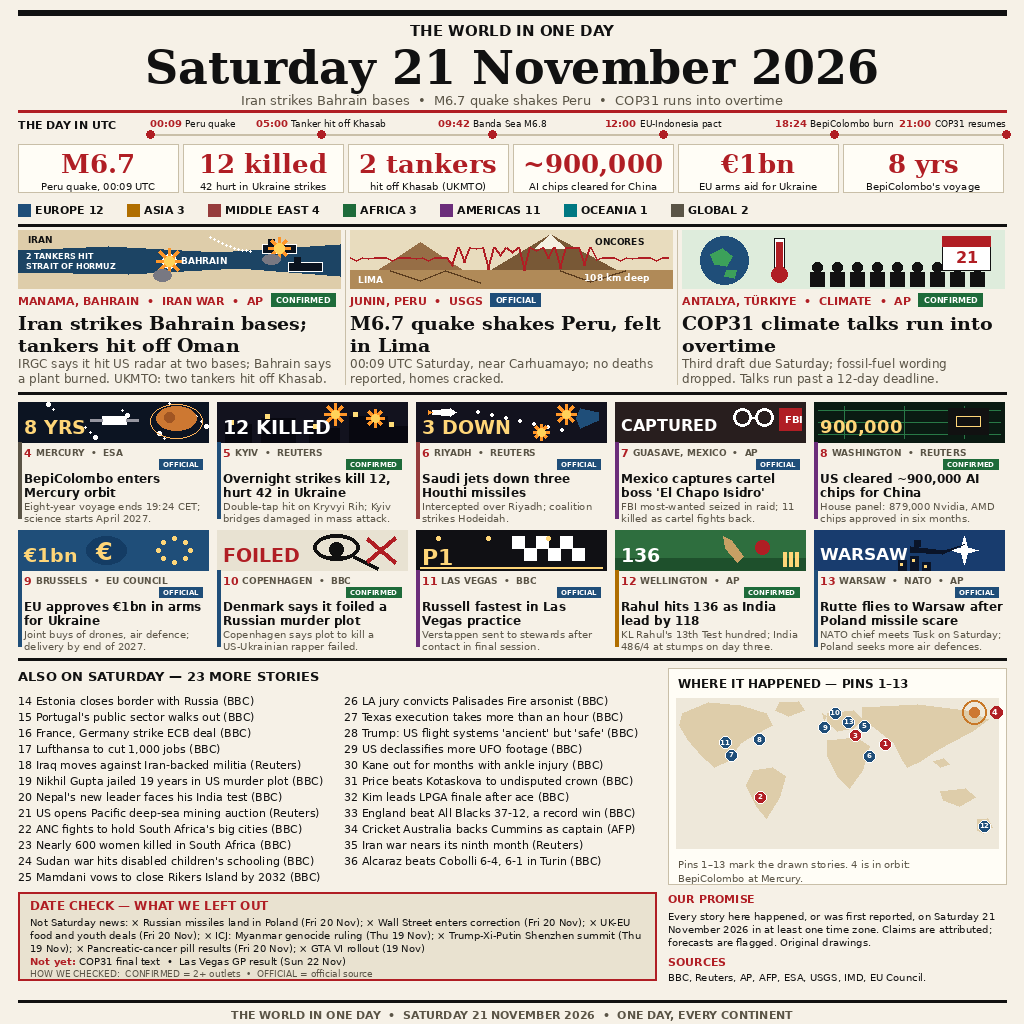 THE WORLD IN ONE DAY
Saturday 21 November 2026
Iran strikes Bahrain bases • M6.7 quake shakes Peru • COP31 runs into overtime
THE DAY IN UTC
00:09 Peru quake
05:00 Tanker hit off Khasab
09:42 Banda Sea M6.8
12:00 EU-Indonesia pact
18:24 BepiColombo burn
21:00 COP31 resumes
M6.7
Peru quake, 00:09 UTC
12 killed
42 hurt in Ukraine strikes
2 tankers
hit off Khasab (UKMTO)
~900,000
AI chips cleared for China
€1bn
EU arms aid for Ukraine
8 yrs
BepiColombo's voyage
EUROPE 12
ASIA 3
MIDDLE EAST 4
AFRICA 3
AMERICAS 11
OCEANIA 1
GLOBAL 2
IRAN
2 TANKERS HIT
STRAIT OF HORMUZ
BAHRAIN
MANAMA, BAHRAIN • IRAN WAR • AP CONFIRMED
Iran strikes Bahrain bases;
tankers hit off Oman
IRGC says it hit US radar at two bases; Bahrain says
a plant burned. UKMTO: two tankers hit off Khasab.
ONCORES
LIMA
108 km deep
JUNIN, PERU • USGS OFFICIAL
M6.7 quake shakes Peru, felt
in Lima
00:09 UTC Saturday, near Carhuamayo; no deaths
reported, homes cracked.
21
ANTALYA, TÜRKIYE • CLIMATE • AP CONFIRMED
COP31 climate talks run into
overtime
Third draft due Saturday; fossil-fuel wording
dropped. Talks run past a 12-day deadline.
8 YRS
4 MERCURY • ESA
OFFICIAL
BepiColombo enters
Mercury orbit
Eight-year voyage ends 19:24 CET;
science starts April 2027.
12 KILLED
5 KYIV • REUTERS
CONFIRMED
Overnight strikes kill 12,
hurt 42 in Ukraine
Double-tap hit on Kryvyi Rih; Kyiv
bridges damaged in mass attack.
3 DOWN
6 RIYADH • REUTERS
OFFICIAL
Saudi jets down three
Houthi missiles
Intercepted over Riyadh; coalition
strikes Hodeidah.
CAPTURED
FBI
7 GUASAVE, MEXICO • AP
OFFICIAL
Mexico captures cartel
boss 'El Chapo Isidro'
FBI most-wanted seized in raid; 11
killed as cartel fights back.
900,000
8 WASHINGTON • REUTERS
CONFIRMED
US cleared ~900,000 AI
chips for China
House panel: 879,000 Nvidia, AMD
chips approved in six months.
€1bn
€
9 BRUSSELS • EU COUNCIL
OFFICIAL
EU approves €1bn in arms
for Ukraine
Joint buys of drones, air defence;
delivery by end of 2027.
FOILED
10 COPENHAGEN • BBC
CONFIRMED
Denmark says it foiled a
Russian murder plot
Copenhagen says plot to kill a
US-Ukrainian rapper failed.
P1
11 LAS VEGAS • BBC
OFFICIAL
Russell fastest in Las
Vegas practice
Verstappen sent to stewards after
contact in final session.
136
12 WELLINGTON • AP
CONFIRMED
Rahul hits 136 as India
lead by 118
KL Rahul's 13th Test hundred; India
486/4 at stumps on day three.
WARSAW
13 WARSAW • NATO • AP
OFFICIAL
Rutte flies to Warsaw after
Poland missile scare
NATO chief meets Tusk on Saturday;
Poland seeks more air defences.
ALSO ON SATURDAY — 23 MORE STORIES
14 Estonia closes border with Russia (BBC)
15 Portugal's public sector walks out (BBC)
16 France, Germany strike ECB deal (BBC)
17 Lufthansa to cut 1,000 jobs (BBC)
18 Iraq moves against Iran-backed militia (Reuters)
19 Nikhil Gupta jailed 19 years in US murder plot (BBC)
20 Nepal's new leader faces his India test (BBC)
21 US opens Pacific deep-sea mining auction (Reuters)
22 ANC fights to hold South Africa's big cities (BBC)
23 Nearly 600 women killed in South Africa (BBC)
24 Sudan war hits disabled children's schooling (BBC)
25 Mamdani vows to close Rikers Island by 2032 (BBC)
26 LA jury convicts Palisades Fire arsonist (BBC)
27 Texas execution takes more than an hour (BBC)
28 Trump: US flight systems 'ancient' but 'safe' (BBC)
29 US declassifies more UFO footage (BBC)
30 Kane out for months with ankle injury (BBC)
31 Price beats Kotaskova to undisputed crown (BBC)
32 Kim leads LPGA finale after ace (BBC)
33 England beat All Blacks 37-12, a record win (BBC)
34 Cricket Australia backs Cummins as captain (AFP)
35 Iran war nears its ninth month (Reuters)
36 Alcaraz beats Cobolli 6-4, 6-1 in Turin (BBC)
WHERE IT HAPPENED — PINS 1–13
10
4
9
13
5
11
8
3
1
7
6
2
12
Pins 1–13 mark the drawn stories. 4 is in orbit:
BepiColombo at Mercury.
DATE CHECK — WHAT WE LEFT OUT
Not Saturday news: × Russian missiles land in Poland (Fri 20 Nov); × Wall Street enters correction (Fri 20 Nov); × UK-EU
food and youth deals (Fri 20 Nov); × ICJ: Myanmar genocide ruling (Thu 19 Nov); × Trump-Xi-Putin Shenzhen summit (Thu
19 Nov); × Pancreatic-cancer pill results (Fri 20 Nov); × GTA VI rollout (19 Nov)
Not yet: COP31 final text • Las Vegas GP result (Sun 22 Nov)
HOW WE CHECKED: CONFIRMED = 2+ outlets • OFFICIAL = official source
OUR PROMISE
Every story here happened, or was first reported, on Saturday 21
November 2026 in at least one time zone. Claims are attributed;
forecasts are flagged. Original drawings.
SOURCES
BBC, Reuters, AP, AFP, ESA, USGS, IMD, EU Council.
THE WORLD IN ONE DAY • SATURDAY 21 NOVEMBER 2026 • ONE DAY, EVERY CONTINENT